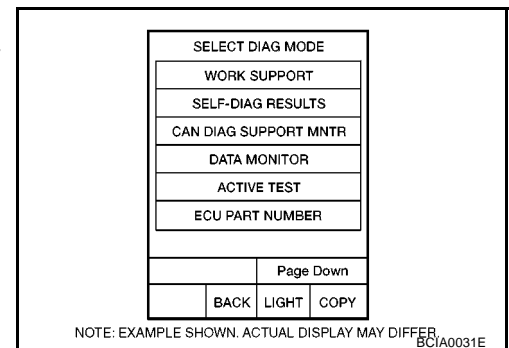 SELECT DIAG MODE
WORK SUPPORT
SELF-DIAG RESULTS
CAN DIAG SUPPORT MNTR
DATA MONITOR
ACTIVE TEST
ECU PART NUMBER
Page Down
BACK LIGHT COPY
NOTE: EXAMPLE SHOWN. ACTUAL DISPLAY MAY DIFFER.
BCIA0031E